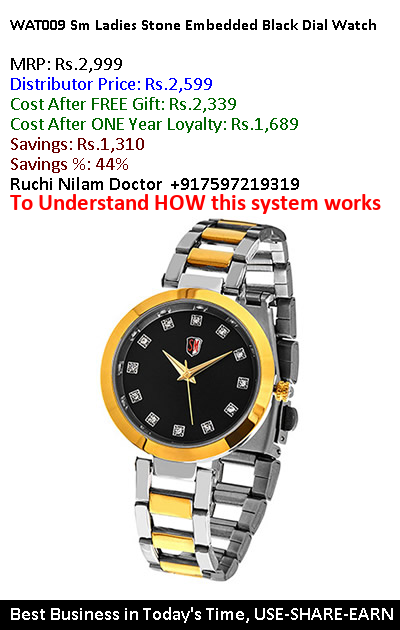 WAT009 Sm Ladies Stone Embedded Black Dial Watch
MRP: Rs.2,999
Distributor Price: Rs.2,599
Cost After FREE Gift: Rs.2,339
Cost After ONE Year Loyalty: Rs.1,689
Savings: Rs.1,310
Savings %: 44%
Ruchi Nilam Doctor +917597219319
To Understand HOW this system works
SM
Best Business in Today's Time, USE-SHARE-EARN